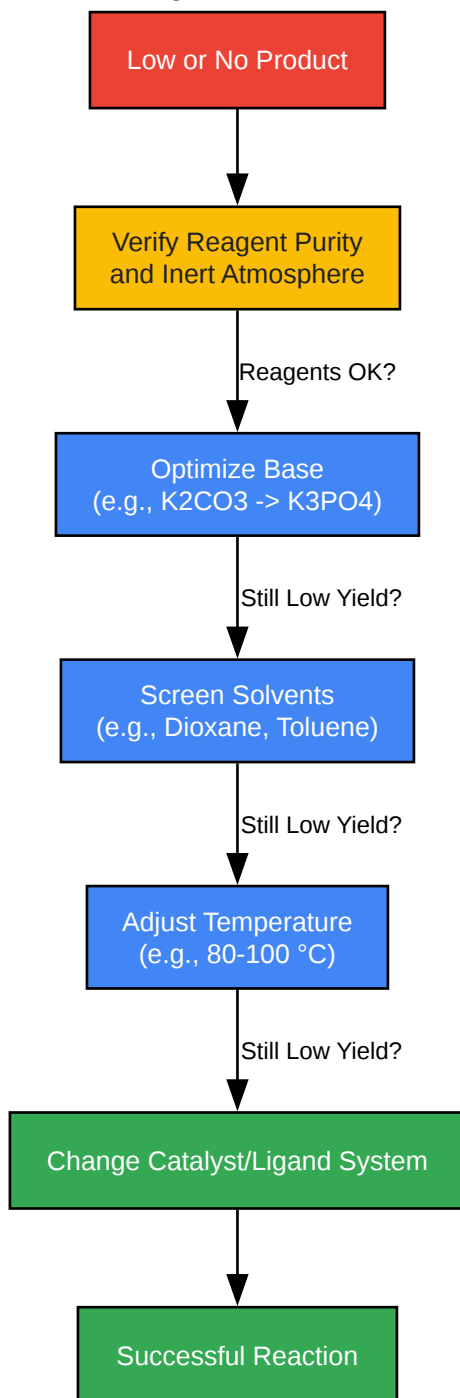 Low or No Product
Verify Reagent Purity
and Inert Atmosphere
Reagents OK?
Optimize Base
(e.g., K2CO3 -> K3PO4)
Still Low Yield?
Screen Solvents
(e.g., Dioxane, Toluene)
Still Low Yield?
Adjust Temperature
(e.g., 80-100 °C)
Still Low Yield?
Change Catalyst/Ligand System
Successful Reaction